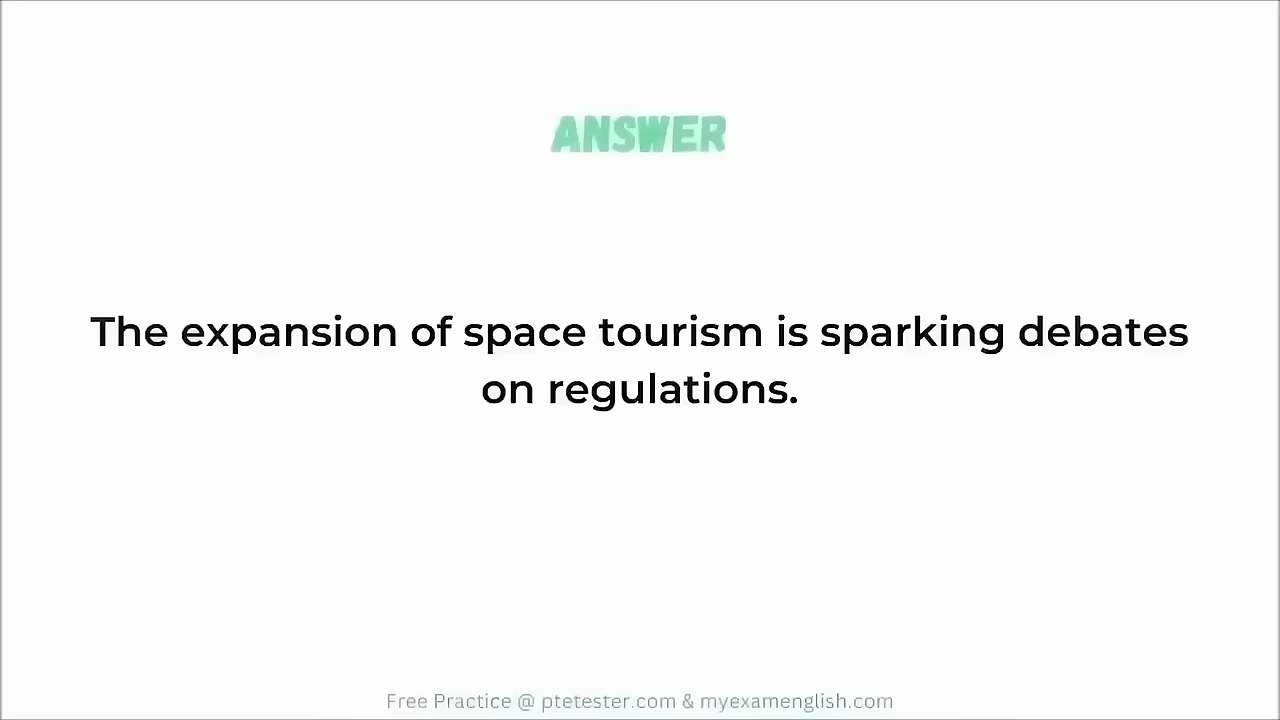 ANSWER
The expansion of space tourism is sparking debates
on regulations.
Free Practice @ ptetester.com & myexamenglish.com